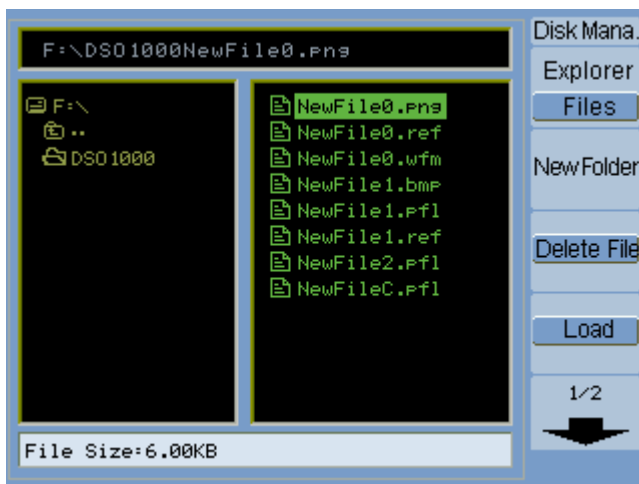 F:\DSO1000NewFile0.png
F:\
..
DSO1000
NewFile0.png
NewFile0.ref
NewFile0.wfm
NewFile1.bmp
NewFile1.pfl
NewFile1.ref
NewFile2.pfl
NewFileC.pfl
File Size:6.00KB
Disk Mana.
Explorer
Files
NewFolder
Delete File
Load
1/2